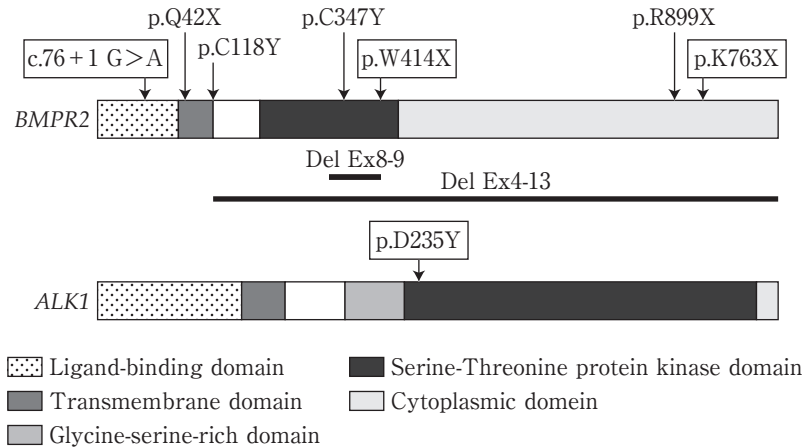 p.Q42X
p.C347Y
p.R899X
p.C118Y
c.76+1 G>A
p.W414X
p.K763X
BMPR2
Del Ex8-9
Del Ex4-13
p.D235Y
ALK1
Ligand-binding domain
Serine-Threonine protein kinase domain
Transmembrane domain
Cytoplasmic domein
Glycine-serine-rich domain